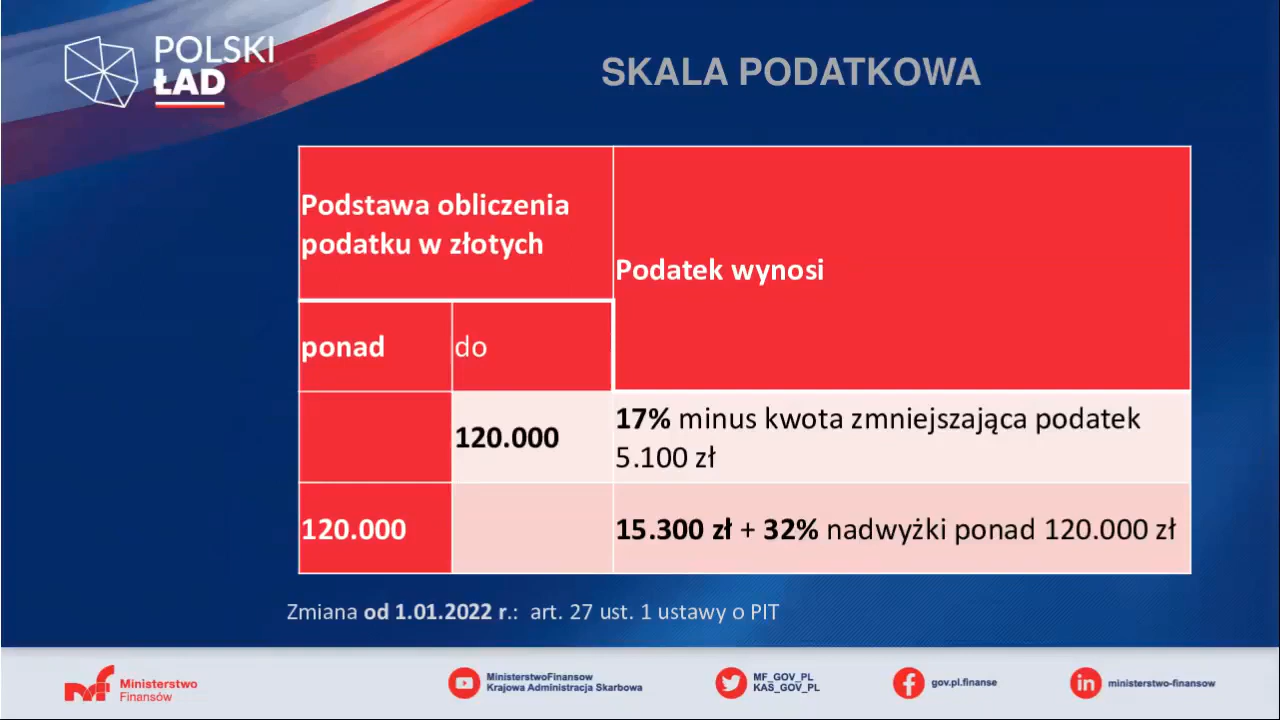 POLSKI
ŁAD
SKALA PODATKOWA
Podstawa obliczenia
podatku w złotych
Podatek wynosi
ponad
do
120.000
17% minus kwota zmniejszająca podatek
5.100 zł
120.000
15.300 zł + 32% nadwyżki ponad 120.000 zł
Zmiana od 1.01.2022 r.: art. 27 ust. 1 ustawy o PIT
Ministerstwo
Finansów
MinisterstwoFinansow
Krajowa Administracja Skarbowa
MF_GOV_PL
KAS_GOV_PL
gov.pl.finanse
ministerstwo-finansow